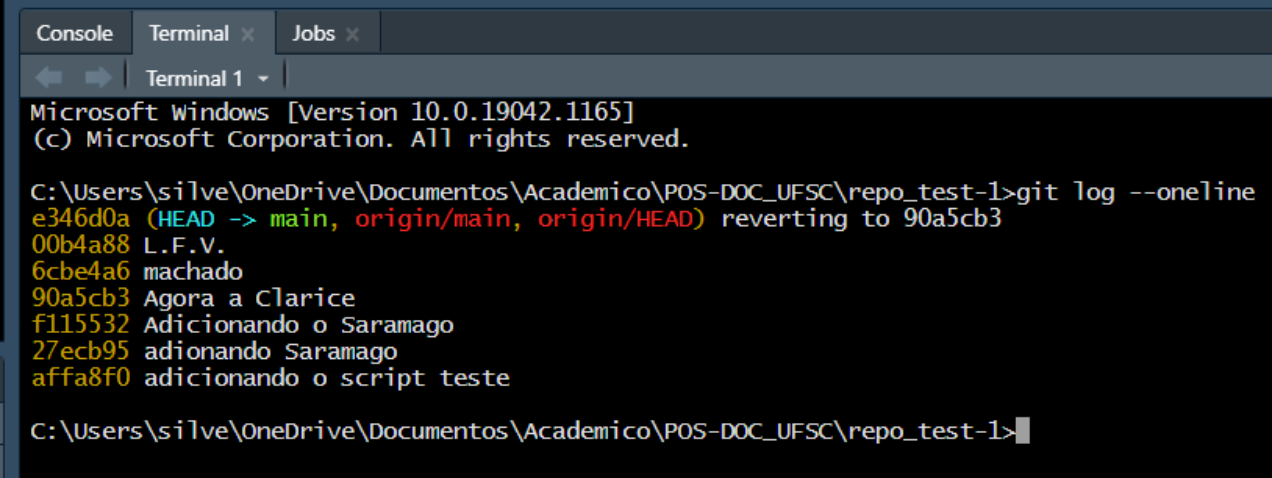 Console Terminal Jobs
Terminal 1
Microsoft Windows [Version 10.0.19042.1165]
(c) Microsoft Corporation. All rights reserved.
C:\Users\silve\OneDrive\Documentos\Academico\POS-DOC_UFSC\repo_test-1>git log --oneline
e346d0a (HEAD -> main, origin/main, origin/HEAD) reverting to 90a5cb3
00b4a88 L.F.V.
6cbe4a6 machado
90a5cb3 Agora a Clarice
f115532 Adicionando o Saramago
27ecb95 adionando Saramago
affa8f0 adicionando o script teste
C:\Users\silve\OneDrive\Documentos\Academico\POS-DOC_UFSC\repo_test-1>